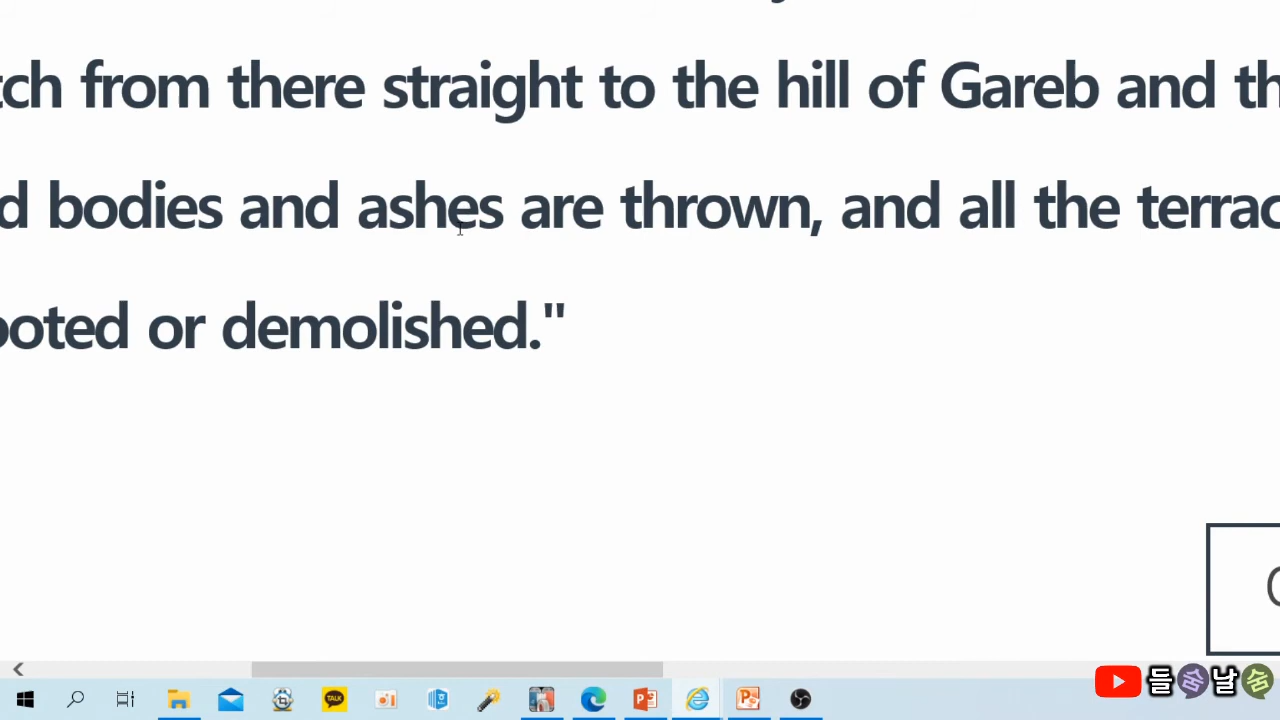 tch from there straight to the hill of Gareb and th
d bodies and ashes are thrown, and all the terrac
ooted or demolished."
TALK
들숨날숨